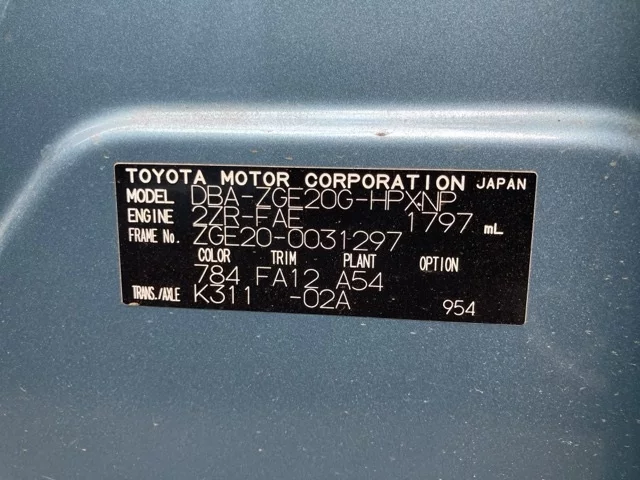 TOYOTA MOTOR CORPORATION JAPAN
MODEL DBA-ZGE20G-HPXNP
ENGINE 2ZR-FAE 1797 mL
FRAME No. ZGE20-0031297
COLOR TRIM PLANT OPTION
784 FA12 A54
TRANS./AXLE K311 -02A 954